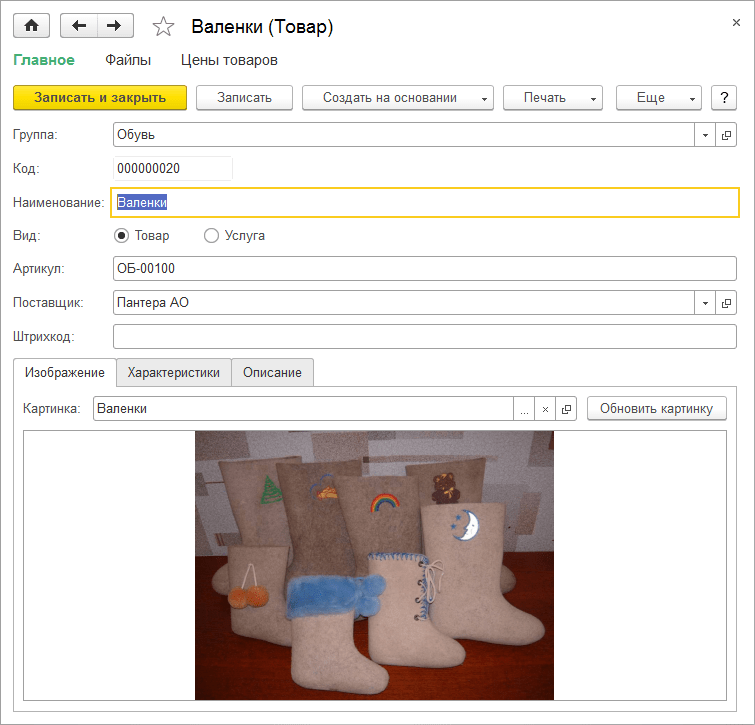 Валенки (Товар)
Главное Файлы Цены товаров
Записать и закрыть Записать Создать на основании Печать Еще ?
Группа: Обувь
Код: 000000020
Наименование: Валенки
Вид: Товар Услуга
Артикул: ОБ-00100
Поставщик: Пантера АО
Штрихкод:
Изображение Характеристики Описание
Картинка: Валенки ... × Обновить картинку